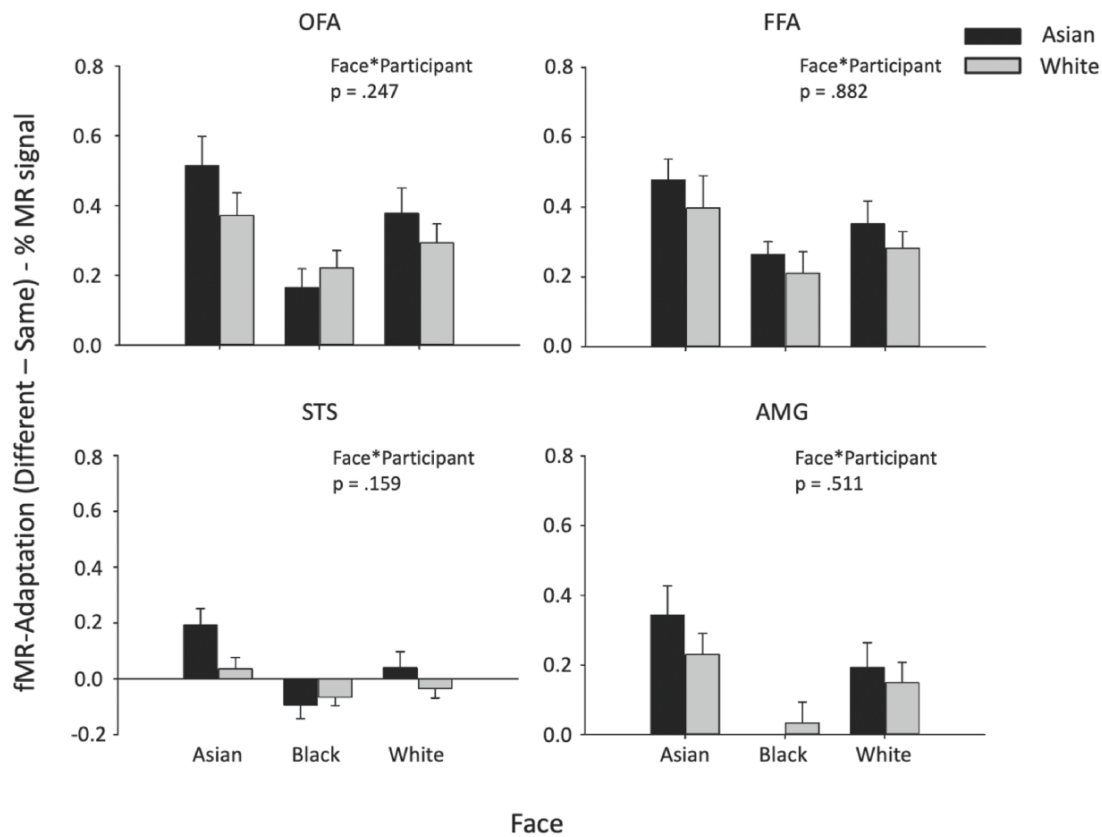 OFA
FFA
Asian
White
Face*Participant
p = .247
Face*Participant
p = .882
fMR-Adaptation (Different – Same) - % MR signal
0.8
0.6
0.4
0.2
0.0
0.8
0.6
0.4
0.2
0.0
STS
AMG
Face*Participant
p = .159
Face*Participant
p = .511
0.8
0.6
0.4
0.2
0.0
-0.2
0.8
0.6
0.4
0.2
0.0
Asian Black White
Asian Black White
Face